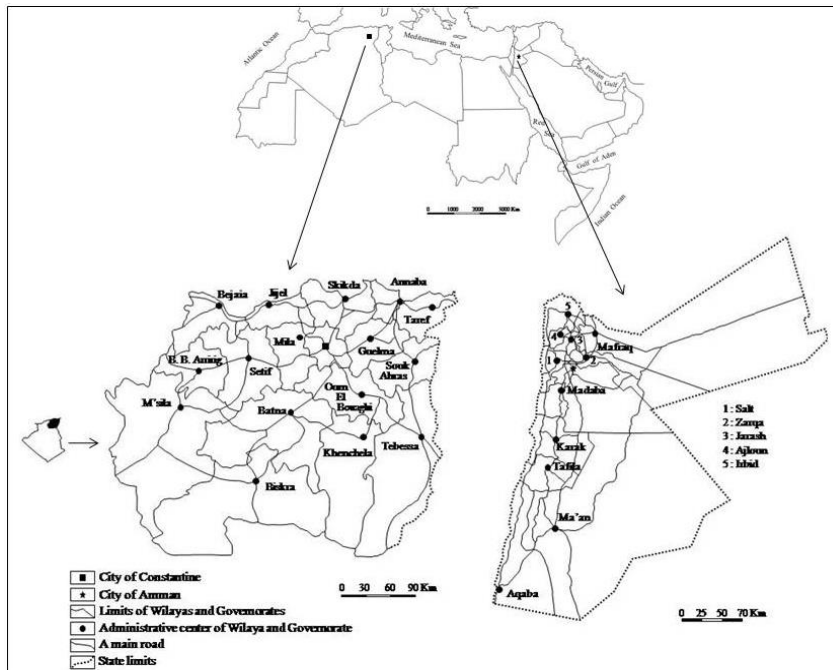 Atlantic Ocean
Mediterranean Sea
Persian Gulf
Red
Sea
Gulf of Aden
Indian Ocean
0 1000 2000 3000 Km
Bejaia
Jijel
Skikda
Annaba
Taref
Mila
Guelma
B. B. Arrirıg
Setif
Souk
Ahras
M'sila
Oum
El
Bouaghi
Batna
Khenchela
Tebessa
Biskra
5
4
3
Mafraq
1
2
Madaba
Karak
Tafila
Ma'an
Aqaba
1 : Salt
2 : Zarqa
3 : Jarash
4 : Ajloun
5 : Irbid
City of Constantine
City of Amman
Limits of Wilayas and Governorates
Administrative center of Wilaya and Governorate
A main road
State limits
0 30 60 90 Km
0 25 50 70 Km